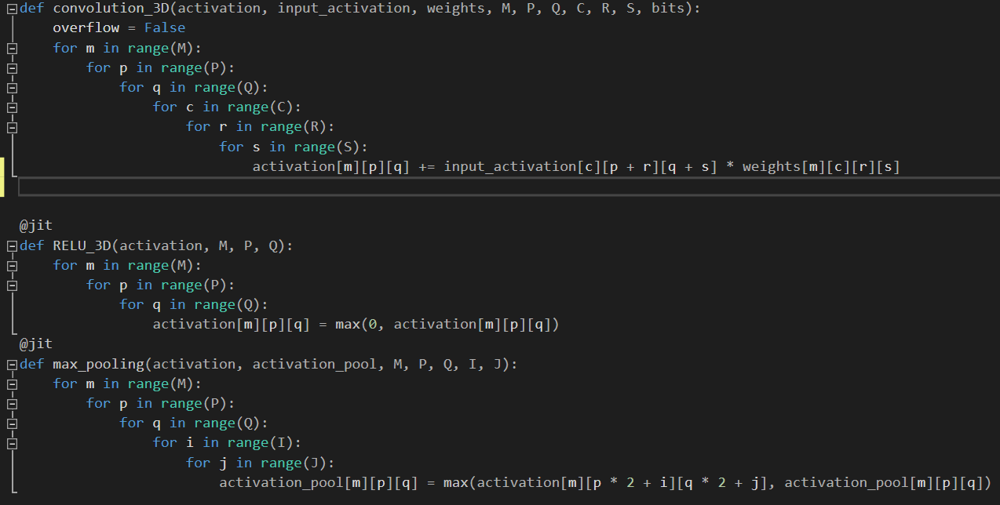 def convolution_3D(activation, input_activation, weights, M, P, Q, C, R, S, bits):
    overflow = False
    for m in range(M):
        for p in range(P):
            for q in range(Q):
                for c in range(C):
                    for r in range(R):
                        for s in range(S):
                            activation[m][p][q] += input_activation[c][p + r][q + s] * weights[m][c][r][s]
@jit
def RELU_3D(activation, M, P, Q):
    for m in range(M):
        for p in range(P):
            for q in range(Q):
                activation[m][p][q] = max(0, activation[m][p][q])
@jit
def max_pooling(activation, activation_pool, M, P, Q, I, J):
    for m in range(M):
        for p in range(P):
            for q in range(Q):
                for i in range(I):
                    for j in range(J):
                        activation_pool[m][p][q] = max(activation[m][p * 2 + i][q * 2 + j], activation_pool[m][p][q])